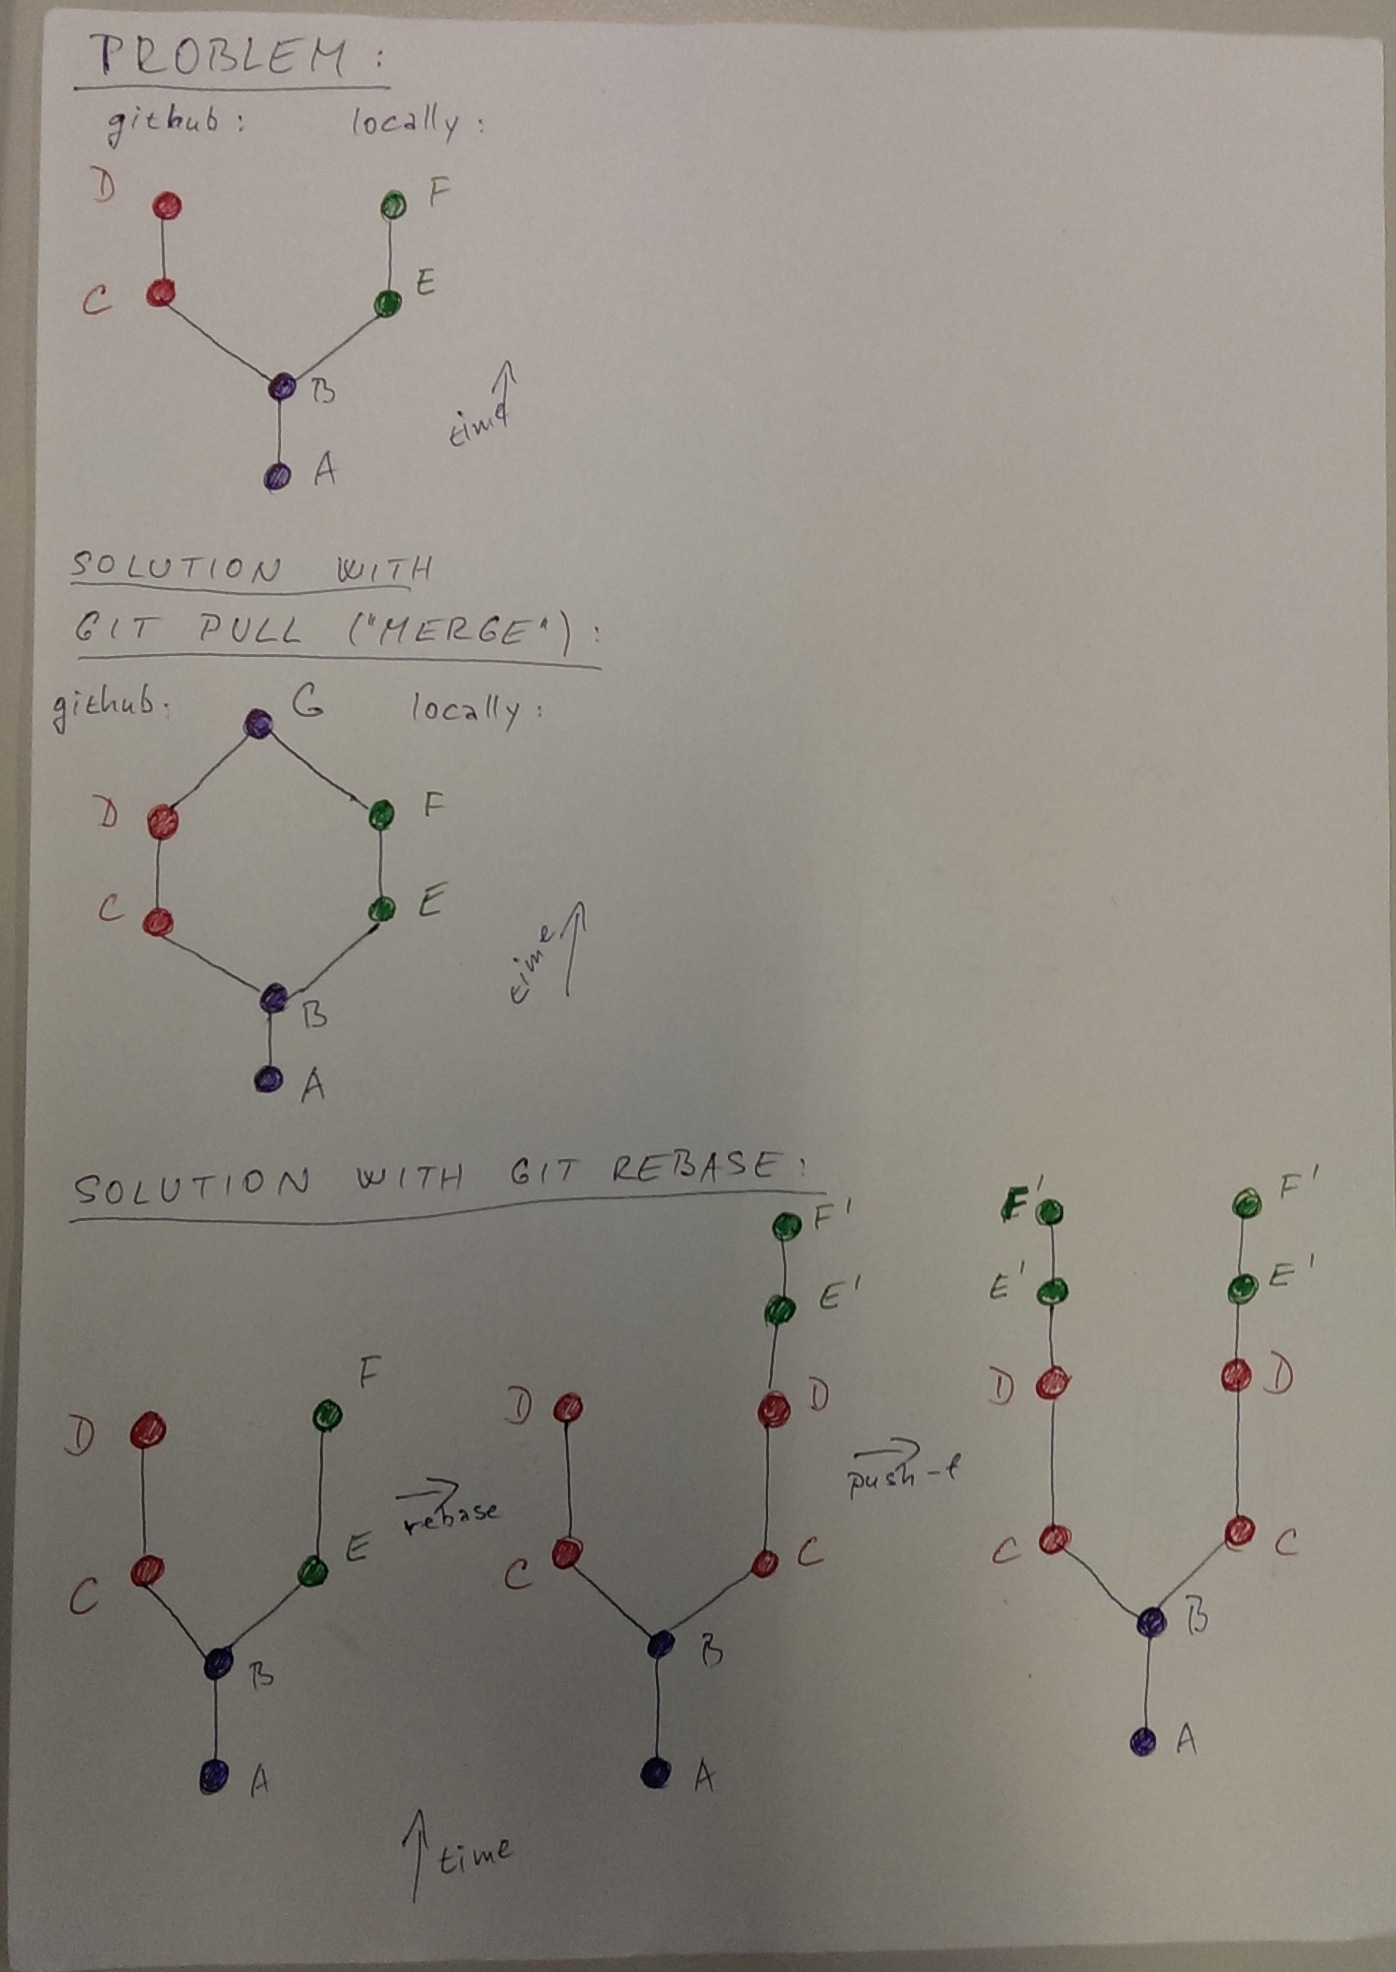 PROBLEM:
github: locally:
D F
C E
B
A
time
SOLUTION WITH
GIT PULL ("MERGE"):
github: G locally:
D F
C E
B
A
time
SOLUTION WITH GIT REBASE:
F' F' F'
E' E' E'
F
D D D D D
rebase push -f
C E C C C C
B B B
A A A
time